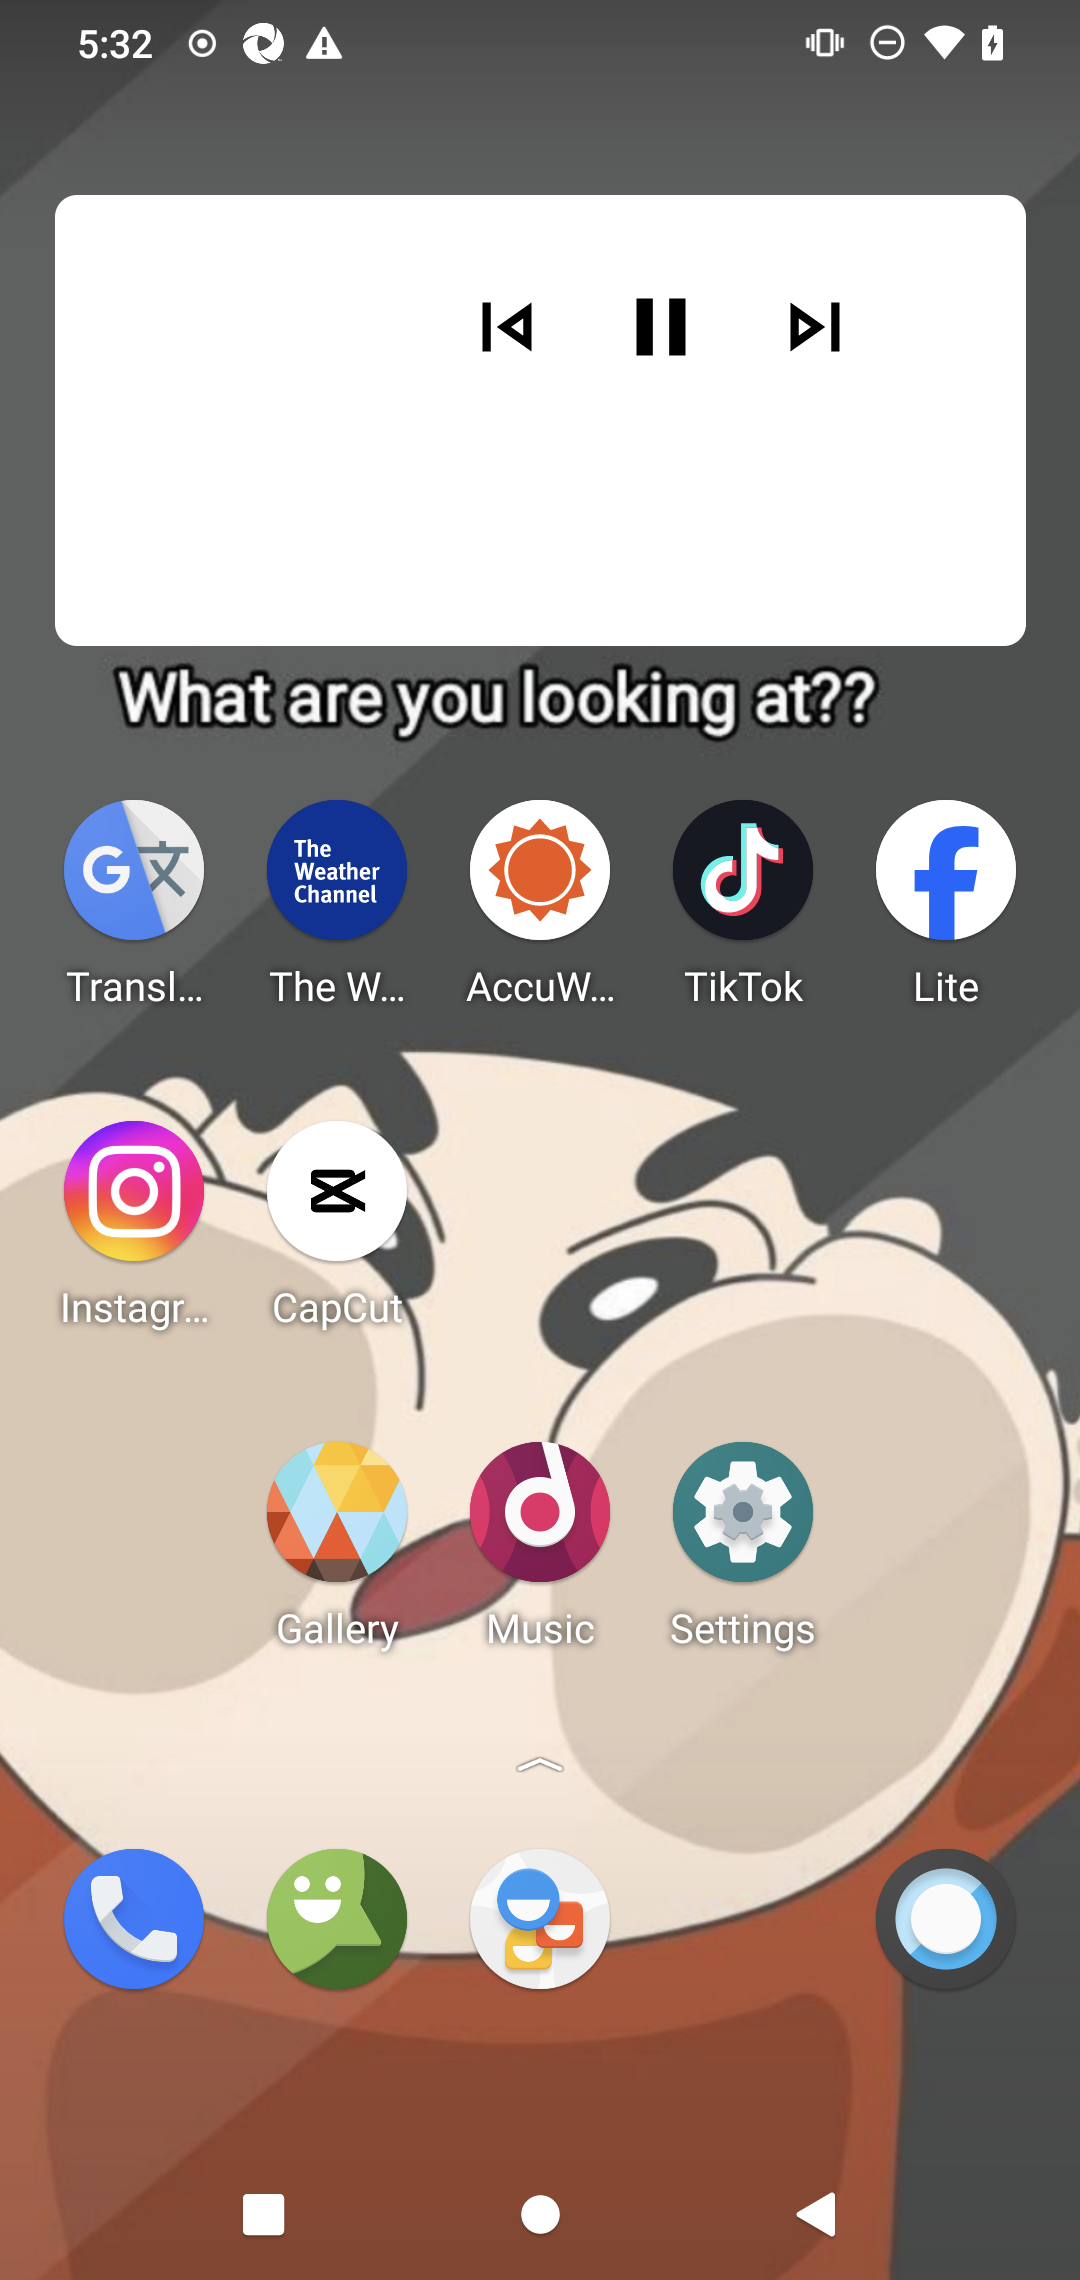 5:32
What are you looking at??
The
Weather
Channel
Transl...
The W...
AccuW...
TikTok
Lite
Instagr...
CapCut
Gallery
Music
Settings